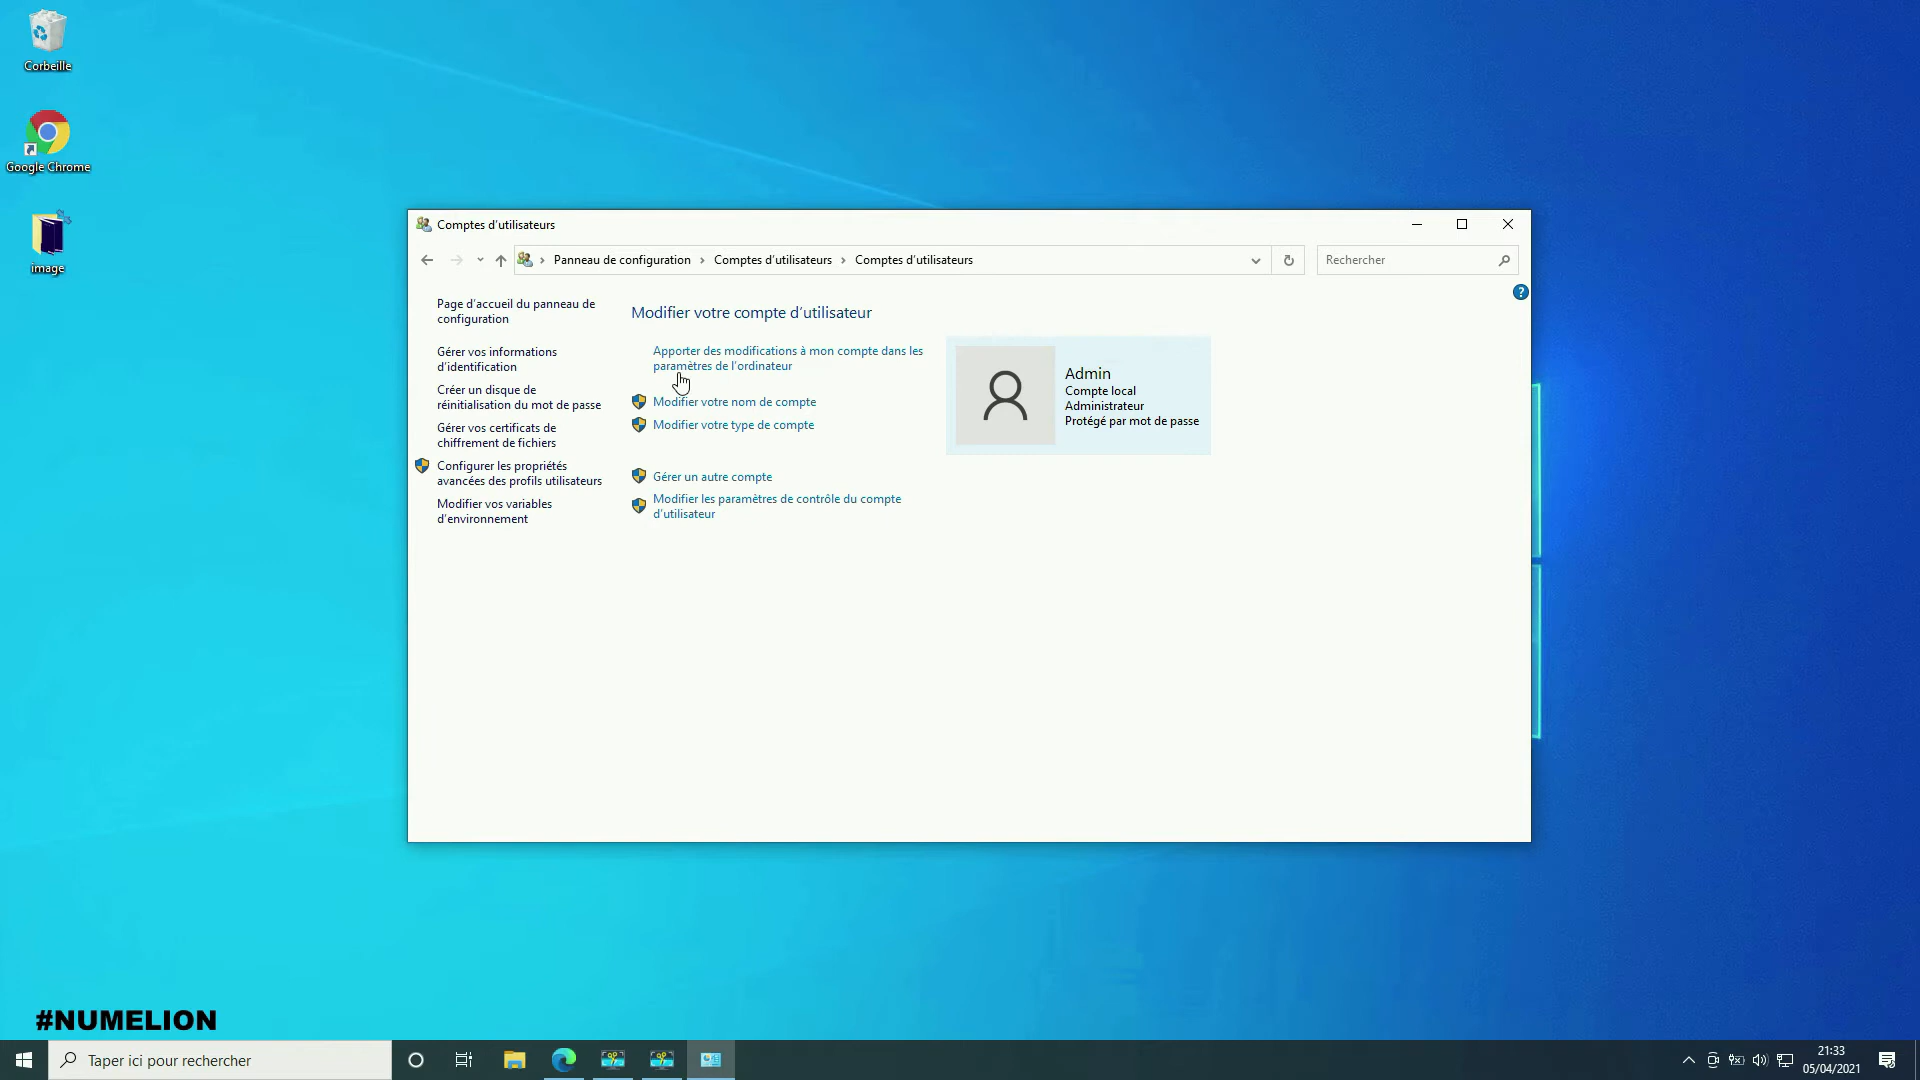 Corbeille
Google Chrome
image
Comptes d'utilisateurs
Panneau de configuration > Comptes d'utilisateurs > Comptes d'utilisateurs
Rechercher
Page d'accueil du panneau de
configuration
Gérer vos informations
d'identification
Créer un disque de
réinitialisation du mot de passe
Gérer vos certificats de
chiffrement de fichiers
Configurer les propriétés
avancées des profils utilisateurs
Modifier vos variables
d'environnement
Modifier votre compte d'utilisateur
Apporter des modifications à mon compte dans les
paramètres de l'ordinateur
Modifier votre nom de compte
Modifier votre type de compte
Gérer un autre compte
Modifier les paramètres de contrôle du compte
d'utilisateur
Admin
Compte local
Administrateur
Protégé par mot de passe
#NUMELION
Taper ici pour rechercher
21:33
05/04/2021